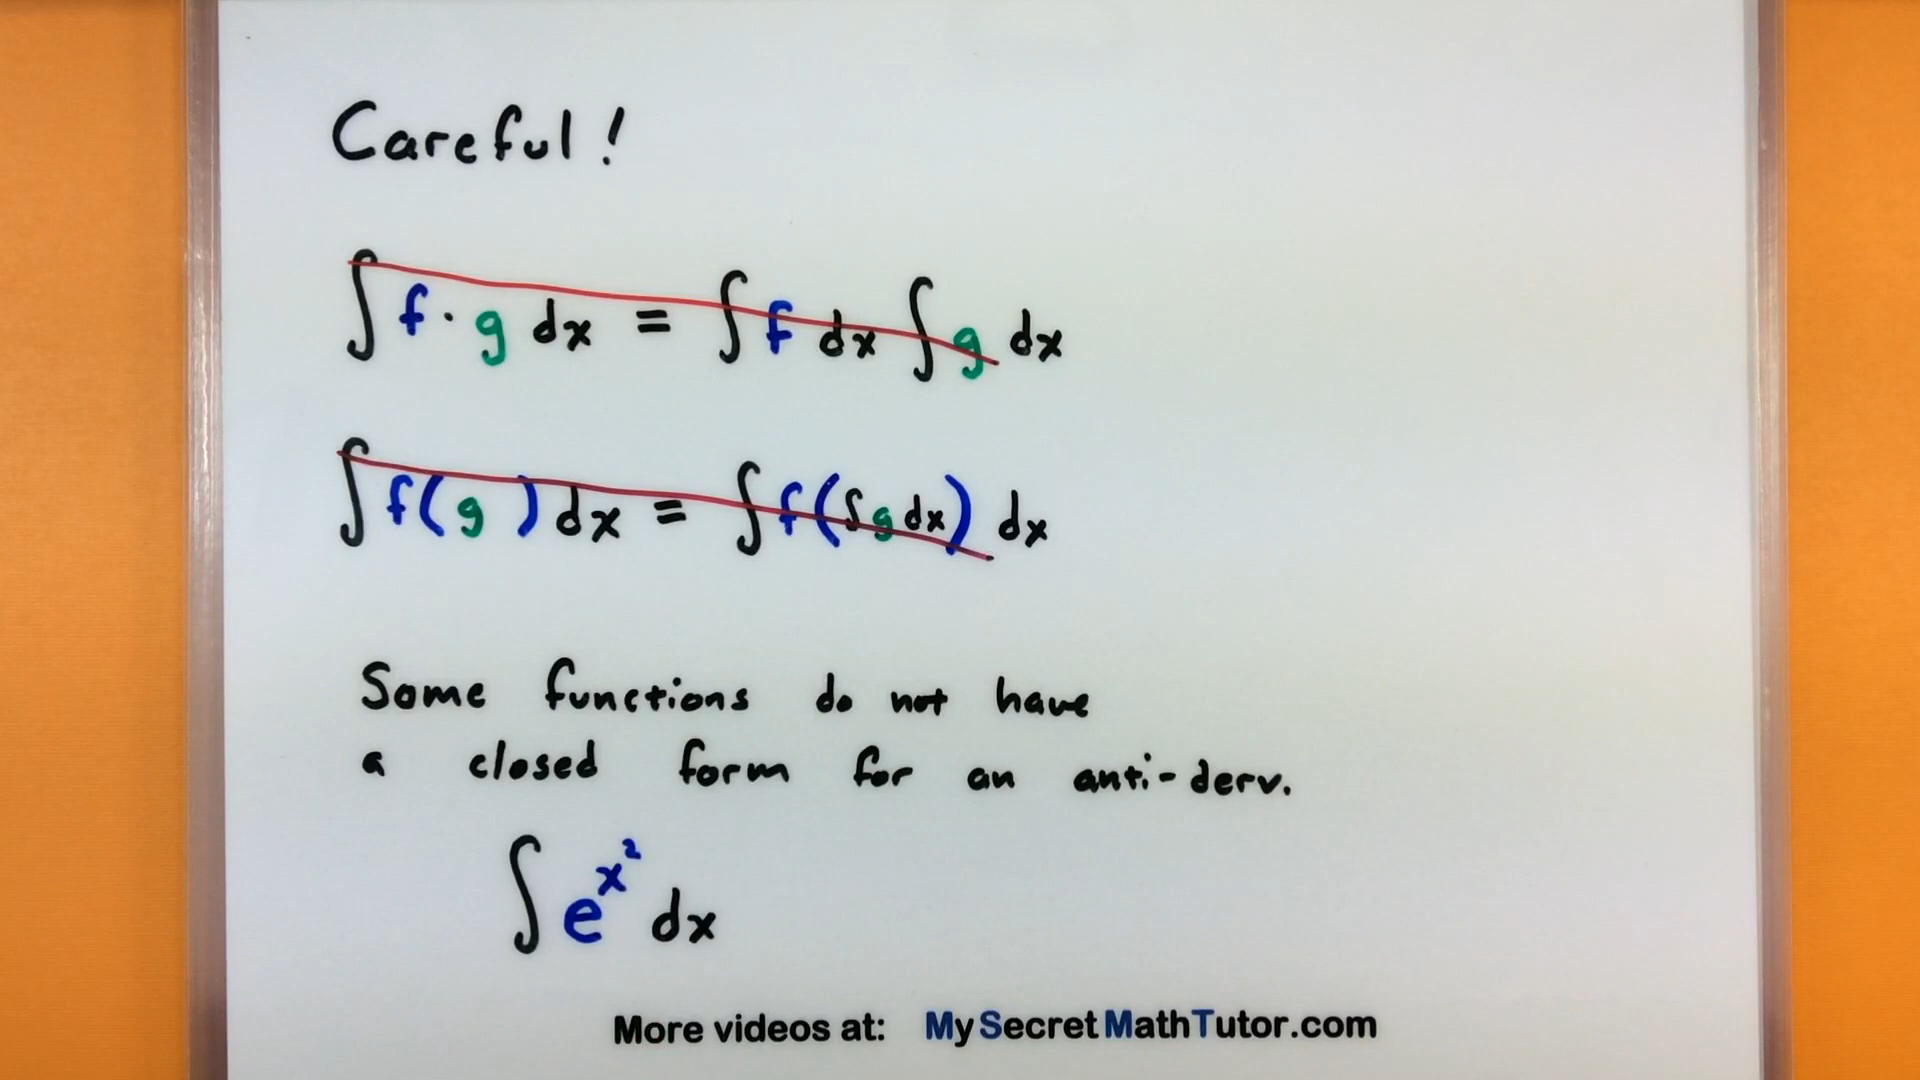 Careful!
∫ f · g dx = ∫ f dx ∫ g dx
∫ f( g ) dx = ∫ f(∫ g dx) dx
Some functions do not have
a closed form for an anti-derv.
∫ e^x² dx
More videos at: MySecretMathTutor.com